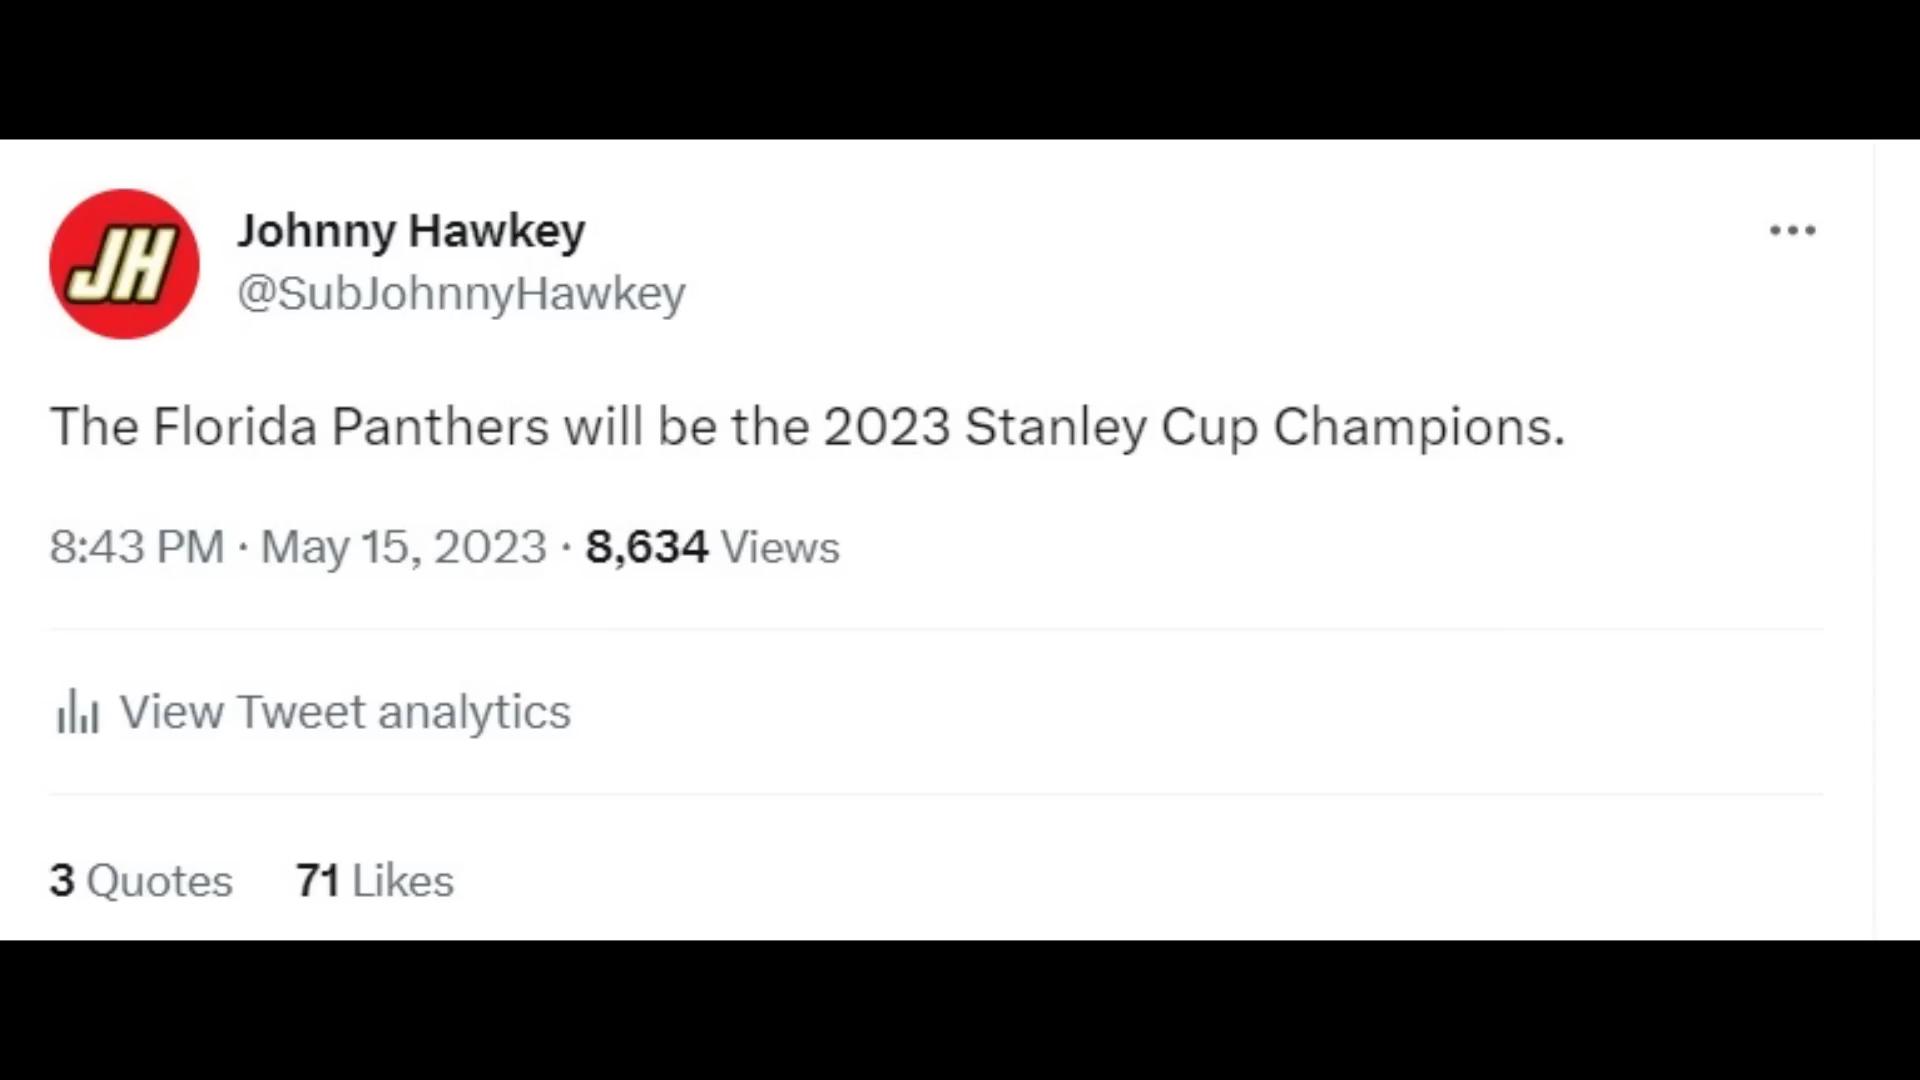 JH
Johnny Hawkey
@SubJohnnyHawkey
The Florida Panthers will be the 2023 Stanley Cup Champions.
8:43 PM · May 15, 2023 · 8,634 Views
View Tweet analytics
3 Quotes 71 Likes